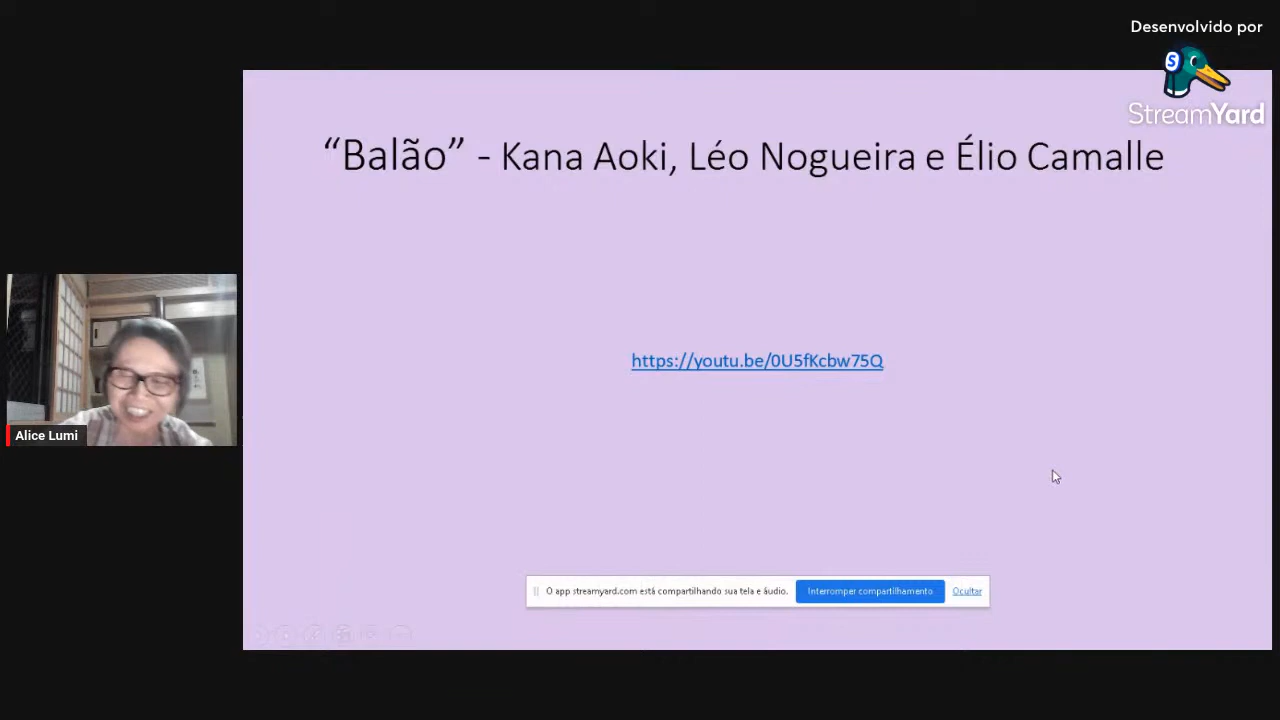 Desenvolvido por
S
StreamYard
“Balão” - Kana Aoki, Léo Nogueira e Élio Camalle
https://youtu.be/0U5fKcbw75Q
Alice Lumi
O app streamyard.com está compartilhando sua tela e áudio. Interromper compartilhamento Ocultar